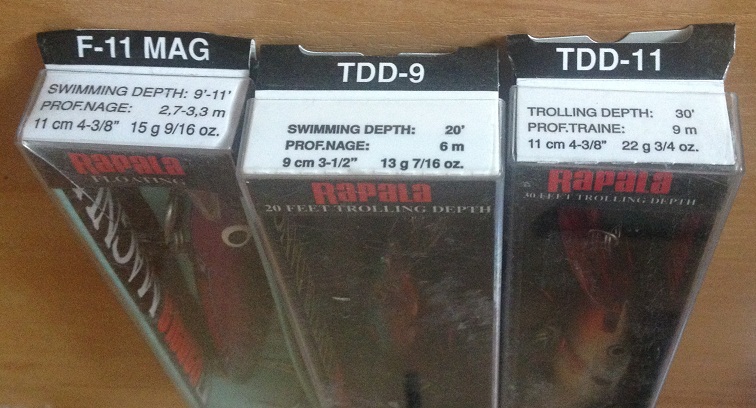 F-11 MAG
SWIMMING DEPTH: 9'-11'
PROF.NAGE: 2,7-3,3 m
11 cm 4-3/8" 15 g 9/16 oz.
Rapala
FLOATING
TDD-9
SWIMMING DEPTH: 20'
PROF.NAGE: 6 m
9 cm 3-1/2" 13 g 7/16 oz.
Rapala
20 FEET TROLLING DEPTH
TDD-11
TROLLING DEPTH: 30'
PROF.TRAINE: 9 m
11 cm 4-3/8" 22 g 3/4 oz.
Rapala
30 FEET TROLLING DEPTH